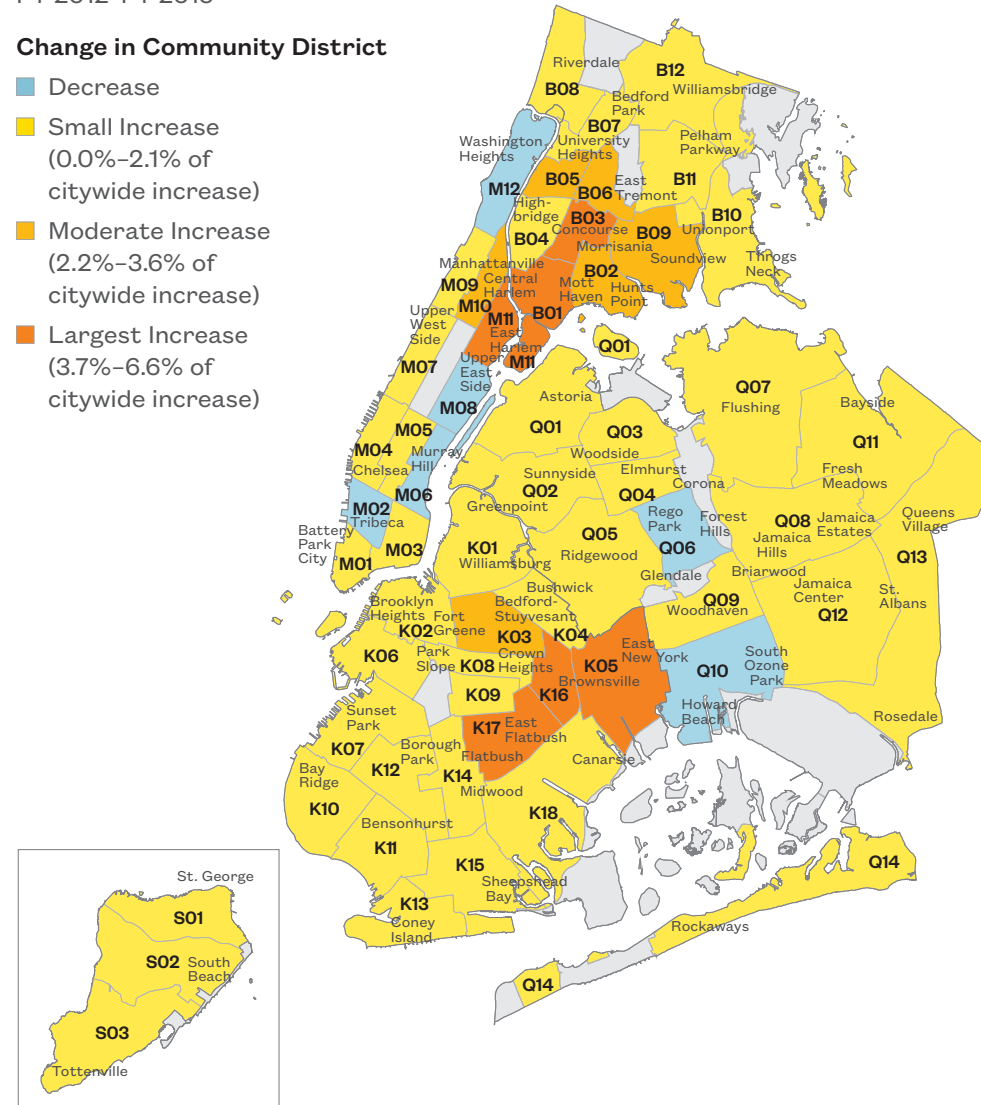 Change in Community District
Decrease
Small Increase
(0.0%–2.1% of
citywide increase)
Moderate Increase
(2.2%–3.6% of
citywide increase)
Largest Increase
(3.7%–6.6% of
citywide increase)
Riverdale
B08
B12
Williamsbridge
Bedford
Park
B07
University
Heights
Pelham
Parkway
Washington
Heights
M12
B05
B06
East
Tremont
B11
High-
bridge
B04
B03
Concourse
Morrisania
B09
Soundview
B10
Unionport
Throgs
Neck
Manhattanville
M09
Central
Harlem
M10
B02
Hunts
Point
Mott
Haven
B01
M11
East
Harlem
M11
Upper
West
Side
M07
Upper
East
Side
M08
Q01
Astoria
Q01
Q03
Woodside
Q07
Flushing
Bayside
Q11
Fresh
Meadows
M05
M04
Chelsea
Murray
Hill
M06
M02
Tribeca
Battery
Park
City
M01
M03
Sunnyside
Q02
Greenpoint
Elmhurst
Corona
Q04
Rego
Park
Forest
Hills
Q06
Glendale
Q05
Ridgewood
Q08
Jamaica
Hills
Jamaica
Estates
Briarwood
Queens
Village
Q13
St.
Albans
Jamaica
Center
Q12
Q09
Woodhaven
K01
Williamsburg
Bushwick
Brooklyn
Heights
K02
Fort
Greene
Bedford-
Stuyvesant
K03
K04
Crown
Heights
K06
Park
Slope
K08
K09
K16
K05
Brownsville
East
New York
Q10
South
Ozone
Park
Howard
Beach
Rosedale
Sunset
Park
K07
K17
East
Flatbush
Flatbush
Canarsie
Bay
Ridge
K10
K12
Borough
Park
K14
Midwood
K18
Bensonhurst
K11
K15
Sheepshead
Bay
K13
Coney
Island
Q14
Rockaways
Q14
St. George
S01
S02
South
Beach
S03
Tottenville